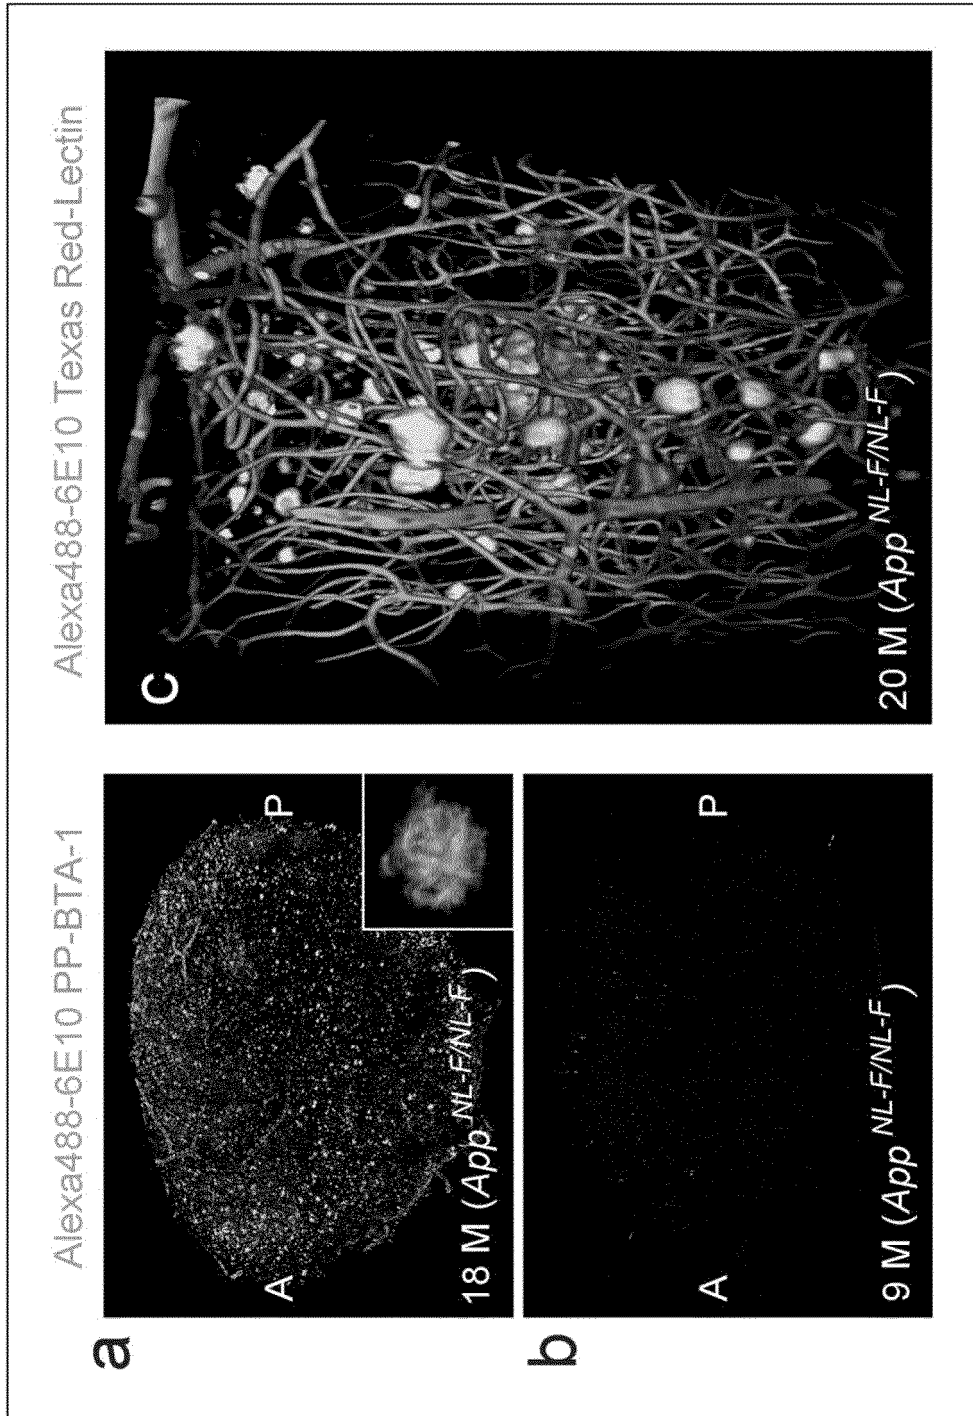 Alexa488-6E10 PP-BTA-1
Alexa488-6E10 Texas Red-Lectin
a
A
P
18 M (App NL-F/NL-F)
b
A
P
9 M (App NL-F/NL-F)
c
20 M (App NL-F/NL-F)